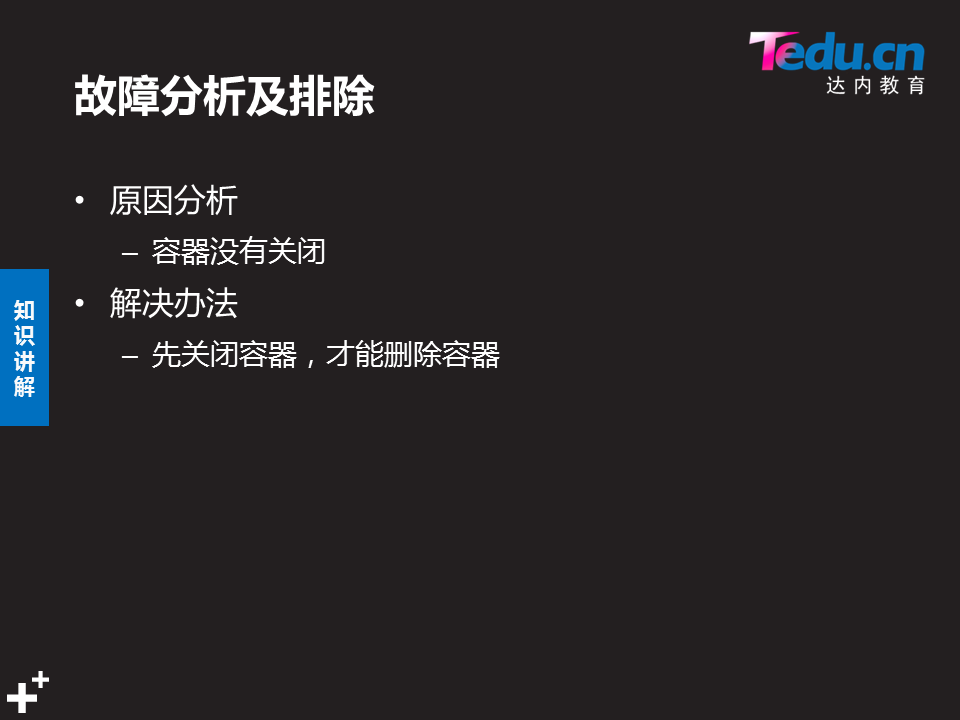 Tedu.cn
达内教育
故障分析及排除
• 原因分析
– 容器没有关闭
• 解决办法
– 先关闭容器，才能删除容器
知
识
讲
解